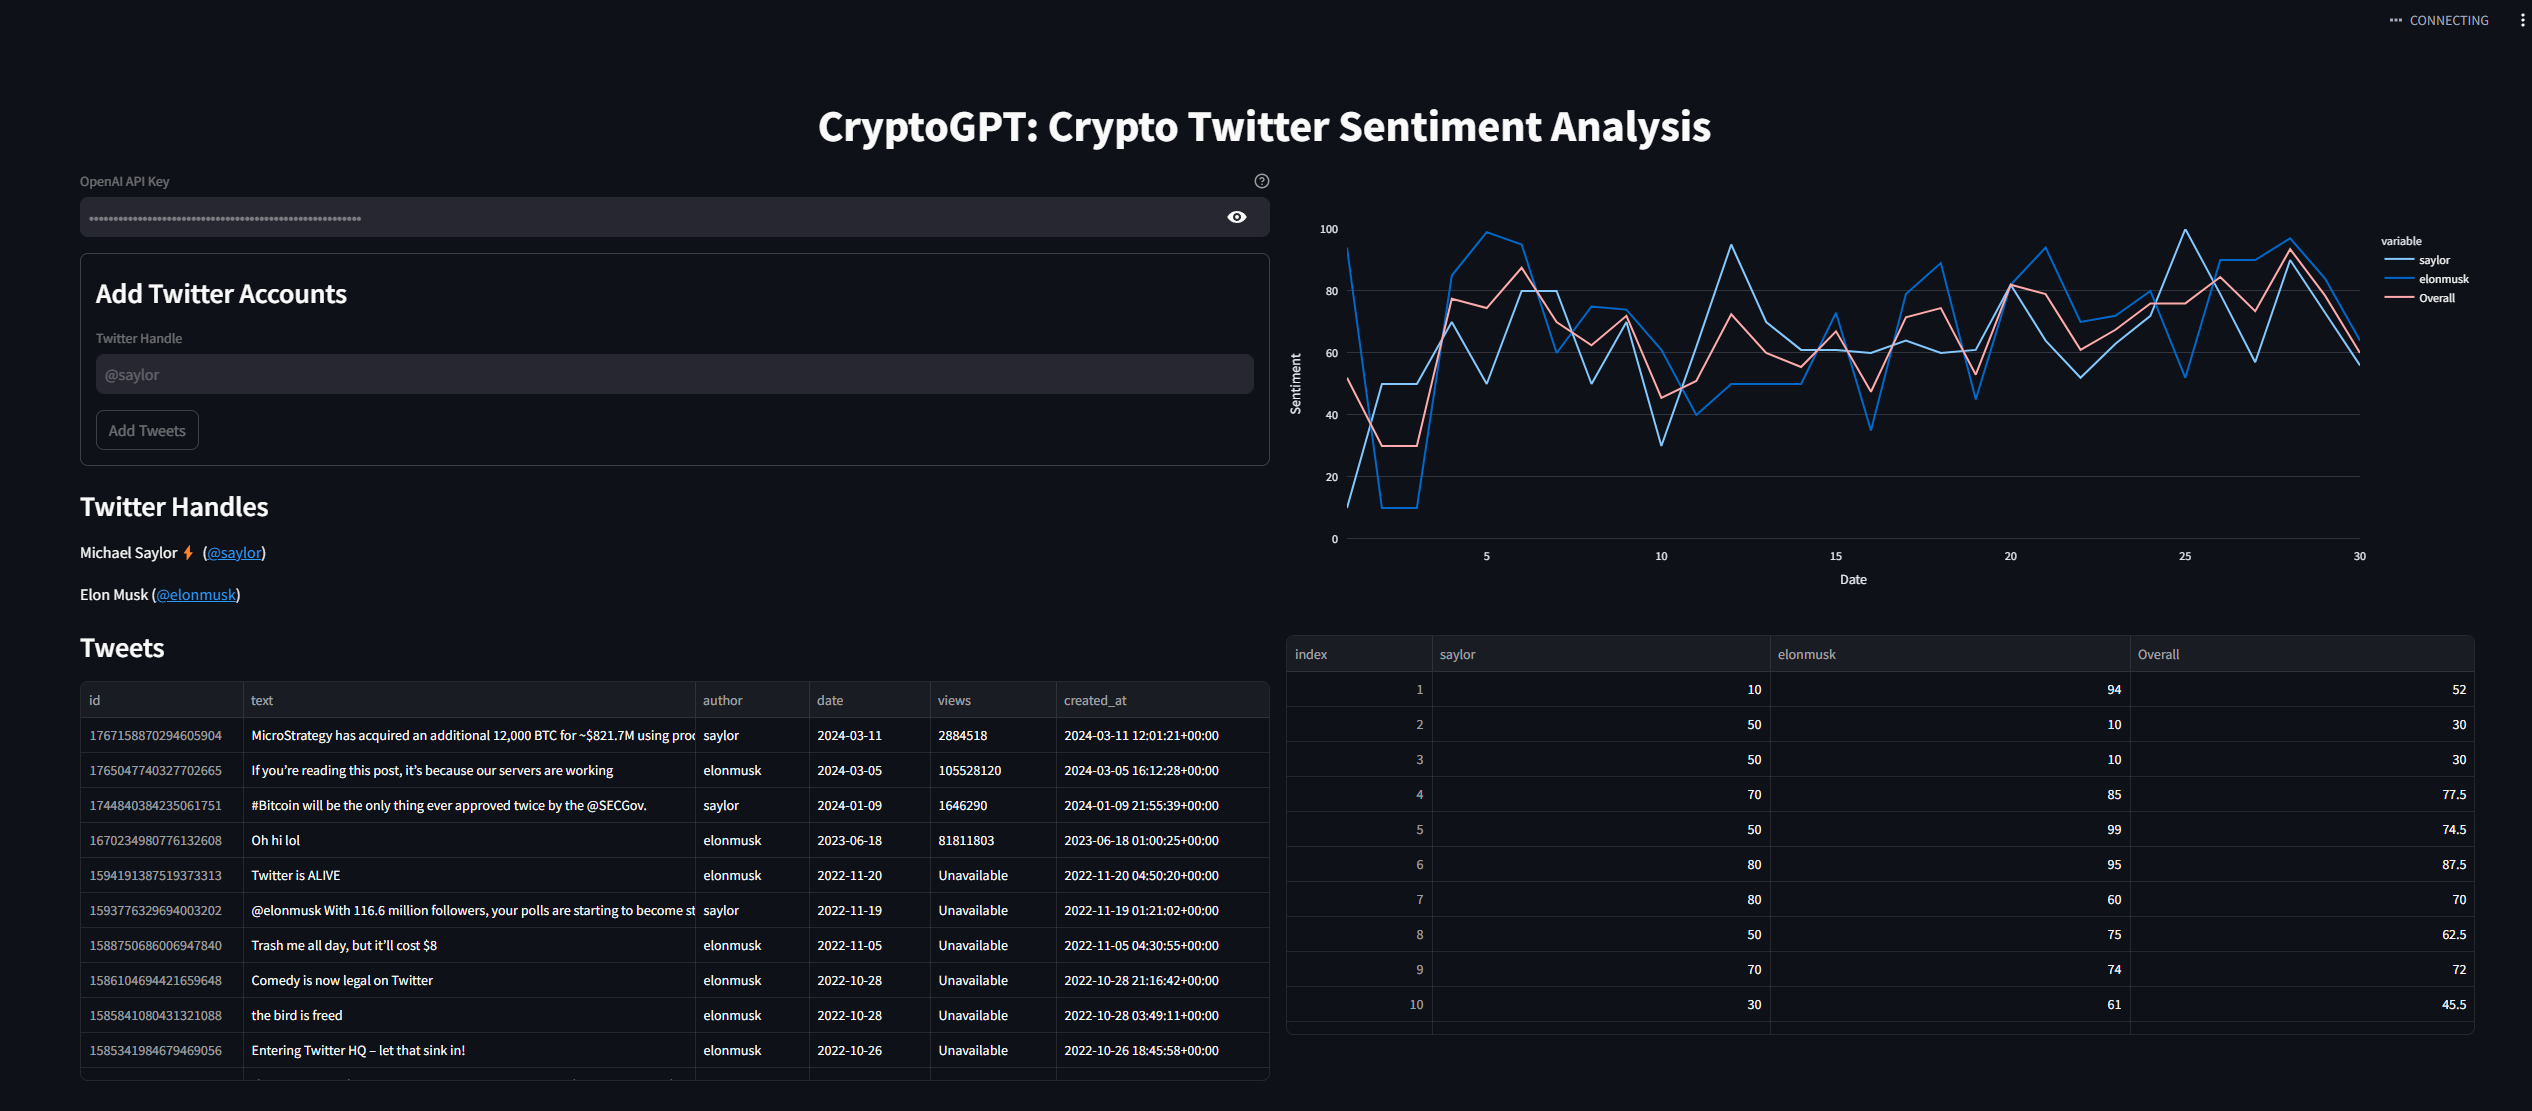 CONNECTING
CryptoGPT: Crypto Twitter Sentiment Analysis
OpenAI API Key
Add Twitter Accounts
Twitter Handle
@saylor
Add Tweets
Twitter Handles
Michael Saylor⚡ (@saylor)
Elon Musk (@elonmusk)
Tweets
id text author date views created_at
1767158870294605904 MicroStrategy has acquired an additional 12,000 BTC for ~$821.7M using saylor 2024-03-11 2884518 2024-03-11 12:01:21+00:00
1765047740327702665 If you’re reading this post, it’s because our servers are working elonmusk 2024-03-05 105528120 2024-03-05 16:12:28+00:00
1744840384235061751 #Bitcoin will be the only thing ever approved twice by the @SECGov. saylor 2024-01-09 1646290 2024-01-09 21:55:39+00:00
1670234980776132608 Oh hi lol elonmusk 2023-06-18 81811803 2023-06-18 01:00:25+00:00
1594191387519373313 Twitter is ALIVE elonmusk 2022-11-20 Unavailable 2022-11-20 04:50:20+00:00
1593776329694003202 @elonmusk With 116.6 million followers, your polls are starting to become saylor 2022-11-19 Unavailable 2022-11-19 01:21:02+00:00
1588750686006947840 Trash me all day, but it’ll cost $8 elonmusk 2022-11-05 Unavailable 2022-11-05 04:30:55+00:00
1586104694421659648 Comedy is now legal on Twitter elonmusk 2022-10-28 Unavailable 2022-10-28 21:16:42+00:00
1585841080431321088 the bird is freed elonmusk 2022-10-28 Unavailable 2022-10-28 03:49:11+00:00
1585341984679469056 Entering Twitter HQ – let that sink in! elonmusk 2022-10-26 Unavailable 2022-10-26 18:45:58+00:00
100
80
60
40
20
0
Sentiment
5 10 15 20 25 30
Date
variable
saylor
elonmusk
Overall
index saylor elonmusk Overall
1 10 94 52
2 50 10 30
3 50 10 30
4 70 85 77.5
5 50 99 74.5
6 80 95 87.5
7 80 60 70
8 50 75 62.5
9 70 74 72
10 30 61 45.5